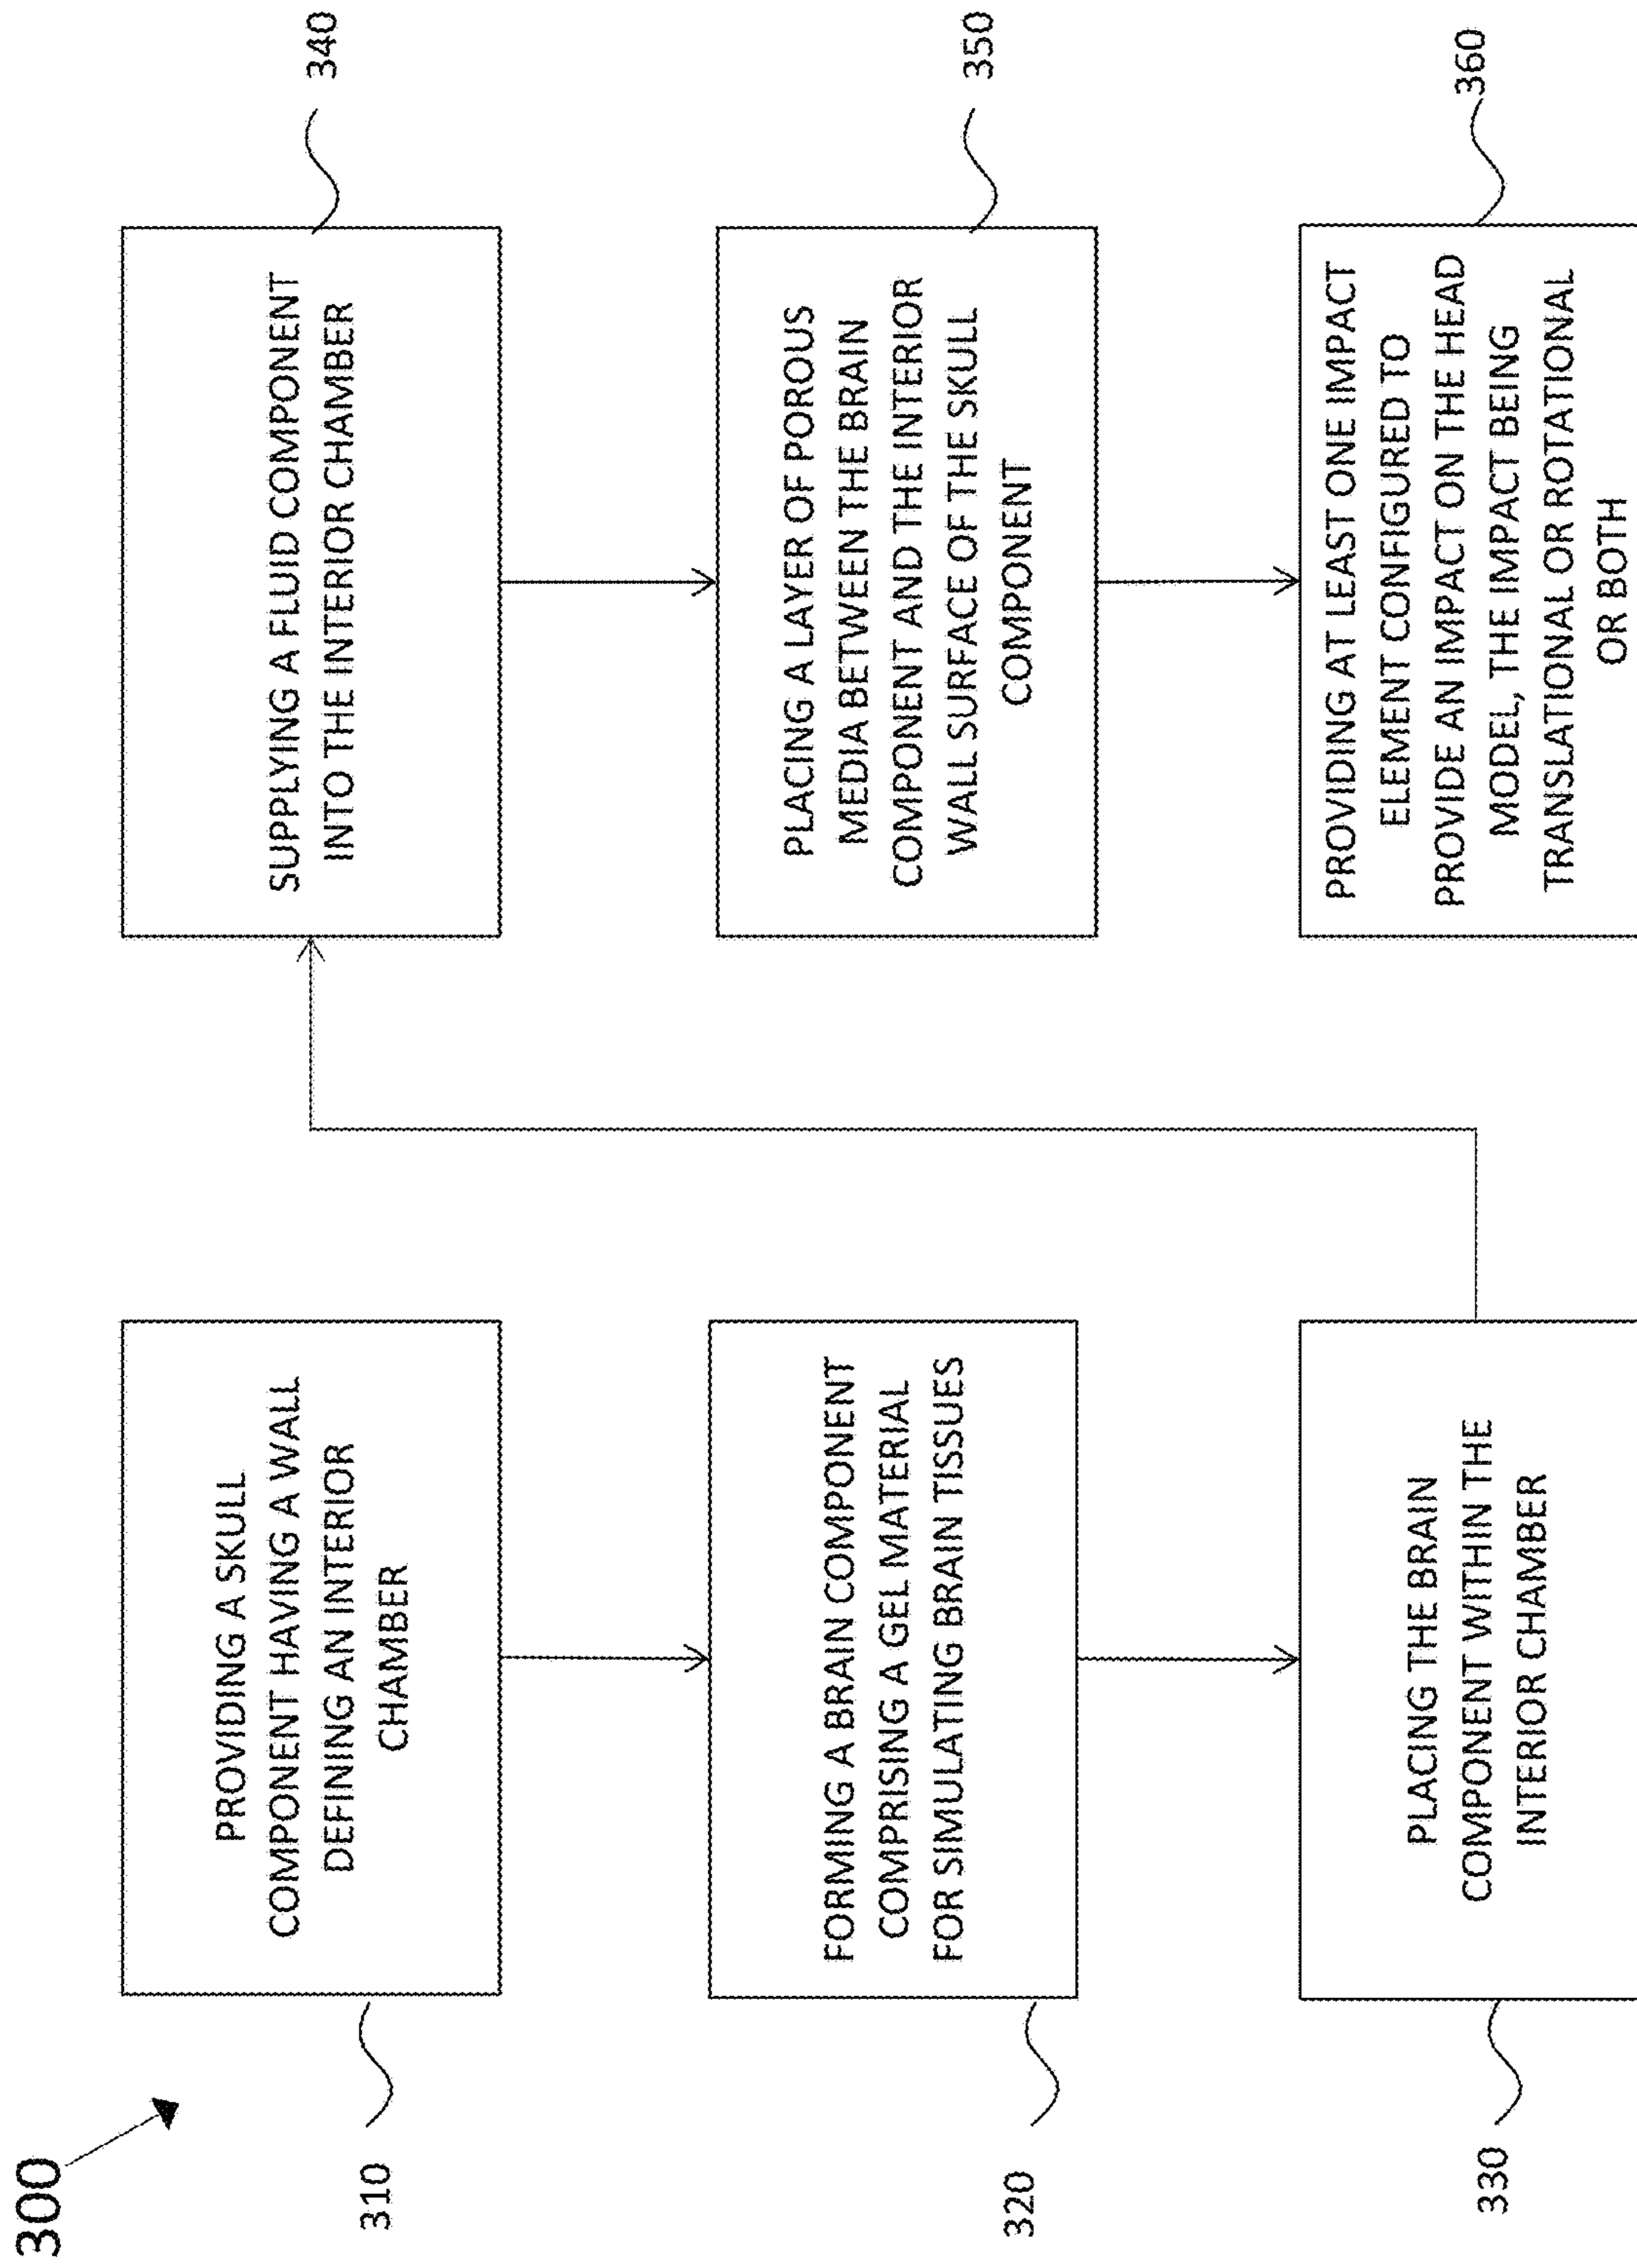 300
310
PROVIDING A SKULL
COMPONENT HAVING A WALL
DEFINING AN INTERIOR
CHAMBER
320
FORMING A BRAIN COMPONENT
COMPRISING A GEL MATERIAL
FOR SIMULATING BRAIN TISSUES
330
PLACING THE BRAIN
COMPONENT WITHIN THE
INTERIOR CHAMBER
340
SUPPLYING A FLUID COMPONENT
INTO THE INTERIOR CHAMBER
350
PLACING A LAYER OF POROUS
MEDIA BETWEEN THE BRAIN
COMPONENT AND THE INTERIOR
WALL SURFACE OF THE SKULL
COMPONENT
360
PROVIDING AT LEAST ONE IMPACT
ELEMENT CONFIGURED TO
PROVIDE AN IMPACT ON THE HEAD
MODEL, THE IMPACT BEING
TRANSLATIONAL OR ROTATIONAL
OR BOTH